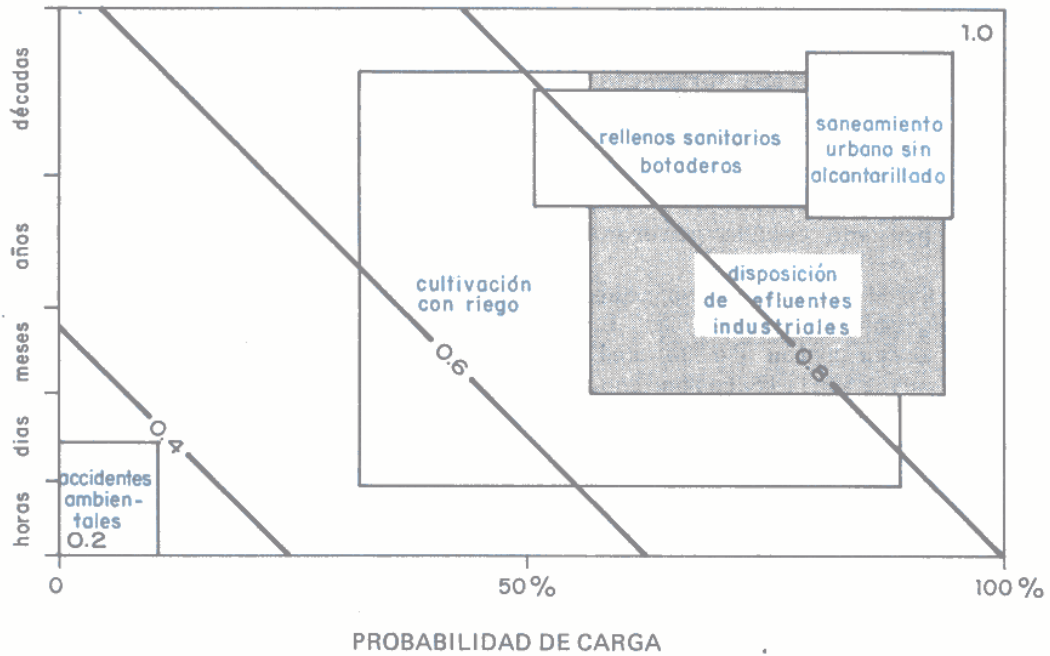 1.0
décadas
años
meses
dias
horas
rellenos sanitarios
botaderos
saneamiento
urbano sin
alcantarillado
cultivación
con riego
disposición
de efluentes
industriales
0.4
0.6
0.8
accidentes
ambien-
tales
0.2
0
50%
100%
PROBABILIDAD DE CARGA